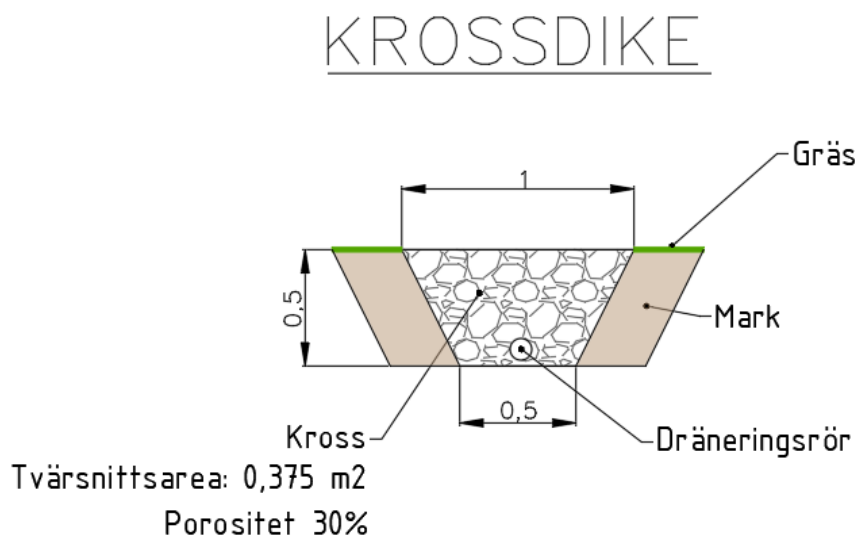 KROSSDIKE
Gräs
1
0,5
Mark
0,5
Kross
Dräneringsrör
Tvärsnittsarea: 0,375 m2
Porositet 30%